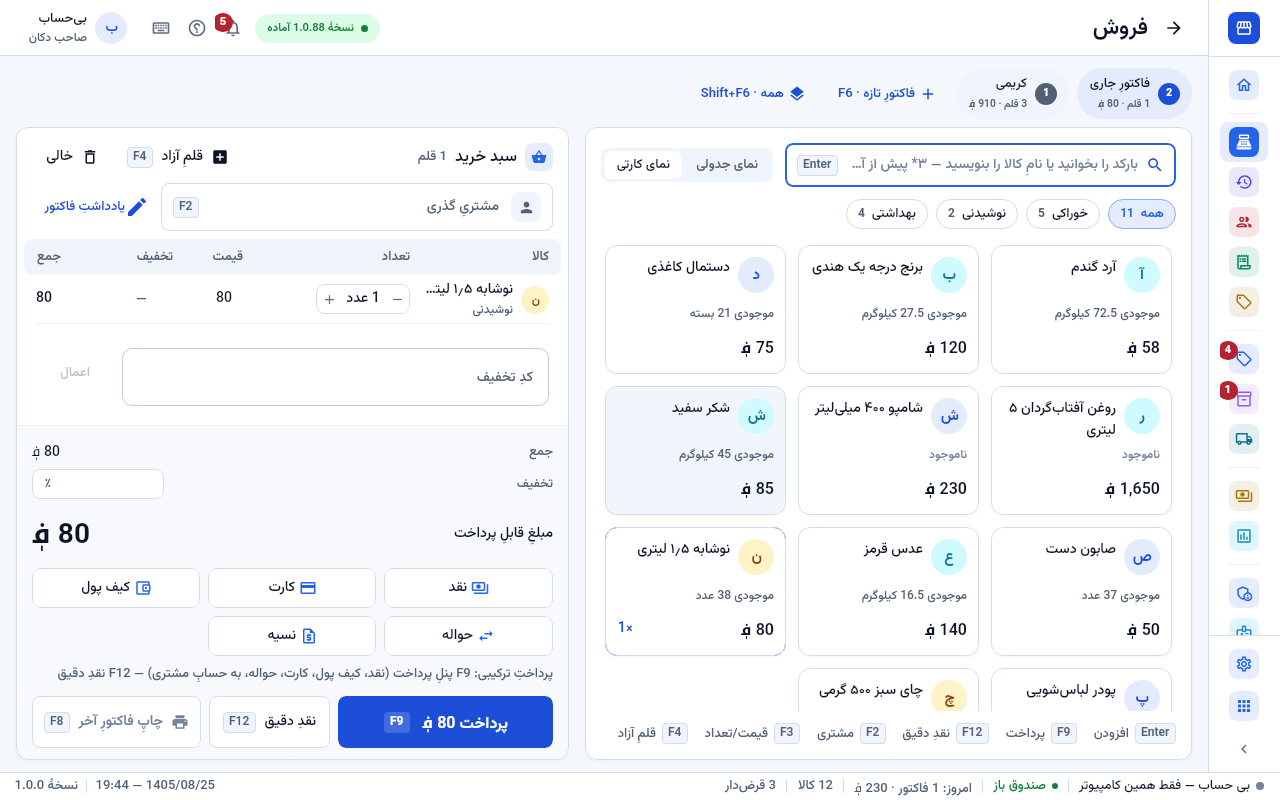 فروش
نسخهٔ 1.0.88 آماده
5
بی‌حساب
صاحب دکان
ب
2
فاکتورِ جاری
1 قلم · 80 ؋
1
کریمی
3 قلم · 910 ؋
فاکتورِ تازه · F6
همه · Shift+F6
بارکد را بخوانید یا نامِ کالا را بنویسید — ۳* پیش از آ...
Enter
نمای جدولی
نمای کارتی
همه 11
خوراکی 5
نوشیدنی 2
بهداشتی 4
آ
آرد گندم
موجودی 72.5 کیلوگرم
58 ؋
ب
برنج درجه یک هندی
موجودی 27.5 کیلوگرم
120 ؋
د
دستمال کاغذی
موجودی 21 بسته
75 ؋
ر
روغن آفتاب‌گردان ۵ لیتری
ناموجود
1,650 ؋
ش
شامپو ۴۰۰ میلی‌لیتر
ناموجود
230 ؋
ش
شکر سفید
موجودی 45 کیلوگرم
85 ؋
ص
صابون دست
موجودی 37 عدد
50 ؋
ع
عدس قرمز
موجودی 16.5 کیلوگرم
140 ؋
ن
نوشابه ۱٫۵ لیتری
موجودی 38 عدد
80 ؋
1×
پ
پودر لباس‌شویی
چ
چای سبز ۵۰۰ گرمی
Enter افزودن
F9 پرداخت
F12 نقدِ دقیق
F2 مشتری
F3 قیمت/تعداد
F4 قلمِ آزاد
سبد خرید
1 قلم
قلمِ آزاد F4
خالی
مشتریِ گذری
F2
یادداشتِ فاکتور
کالا
تعداد
قیمت
تخفیف
جمع
ن
نوشابه ۱٫۵ لیتـ...
نوشیدنی
− 1 عدد +
80
—
80
کدِ تخفیف
اعمال
جمع
80 ؋
تخفیف
٪
مبلغِ قابلِ پرداخت
80 ؋
نقد
کارت
کیف پول
حواله
نسیه
پرداختِ ترکیبی: F9 پنلِ پرداخت (نقد، کیف پول، کارت، حواله، به حسابِ مشتری) — F12 نقدِ دقیق
پرداخت 80 ؋ F9
نقدِ دقیق F12
چاپِ فاکتورِ آخر F8
4
1
بی حساب — فقط همین کامپیوتر
صندوق باز
امروز: 1 فاکتور · 230 ؋
12 کالا
3 قرض‌دار
1405/08/25 — 19:44
نسخهٔ 1.0.0